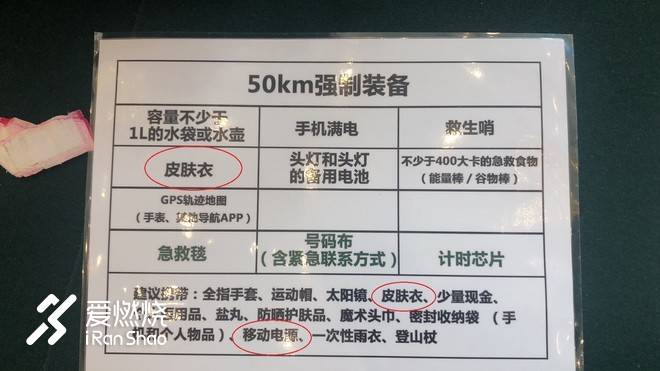 50km强制装备
容量不少于 手机满电 救生哨
1L的水袋或水壶
皮肤衣 头灯和头灯 不少于400大卡的急救食物
的备用电池 (能量棒/谷物棒)
GPS轨迹地图
(手表、其他导航APP)
急救毯 号码布 计时芯片
(含紧急联系方式)
建议携带：全指手套、运动帽、太阳镜、皮肤衣、少量现金、
用品、盐丸、防晒护肤品、魔术头巾、密封收纳袋（手
和个人物品）、移动电源、一次性雨衣、登山杖
爱燃烧
iRanShao